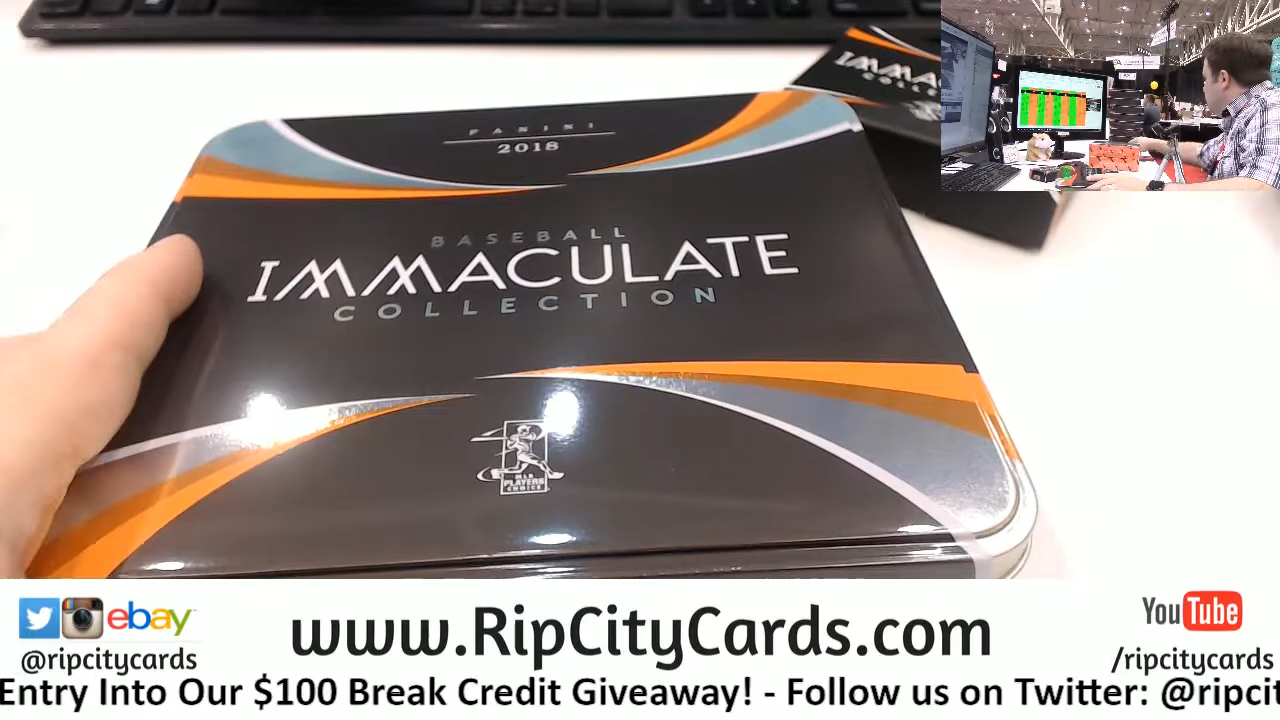 PANINI
2018
BASEBALL
IMMACULATE
COLLECTION
MLB
PLAYERS
CHOICE
IMMA
COLLE
ebay
@ripcitycards
www.RipCityCards.com
YouTube
/ripcitycards
Entry Into Our $100 Break Credit Giveaway! - Follow us on Twitter: @ripcit